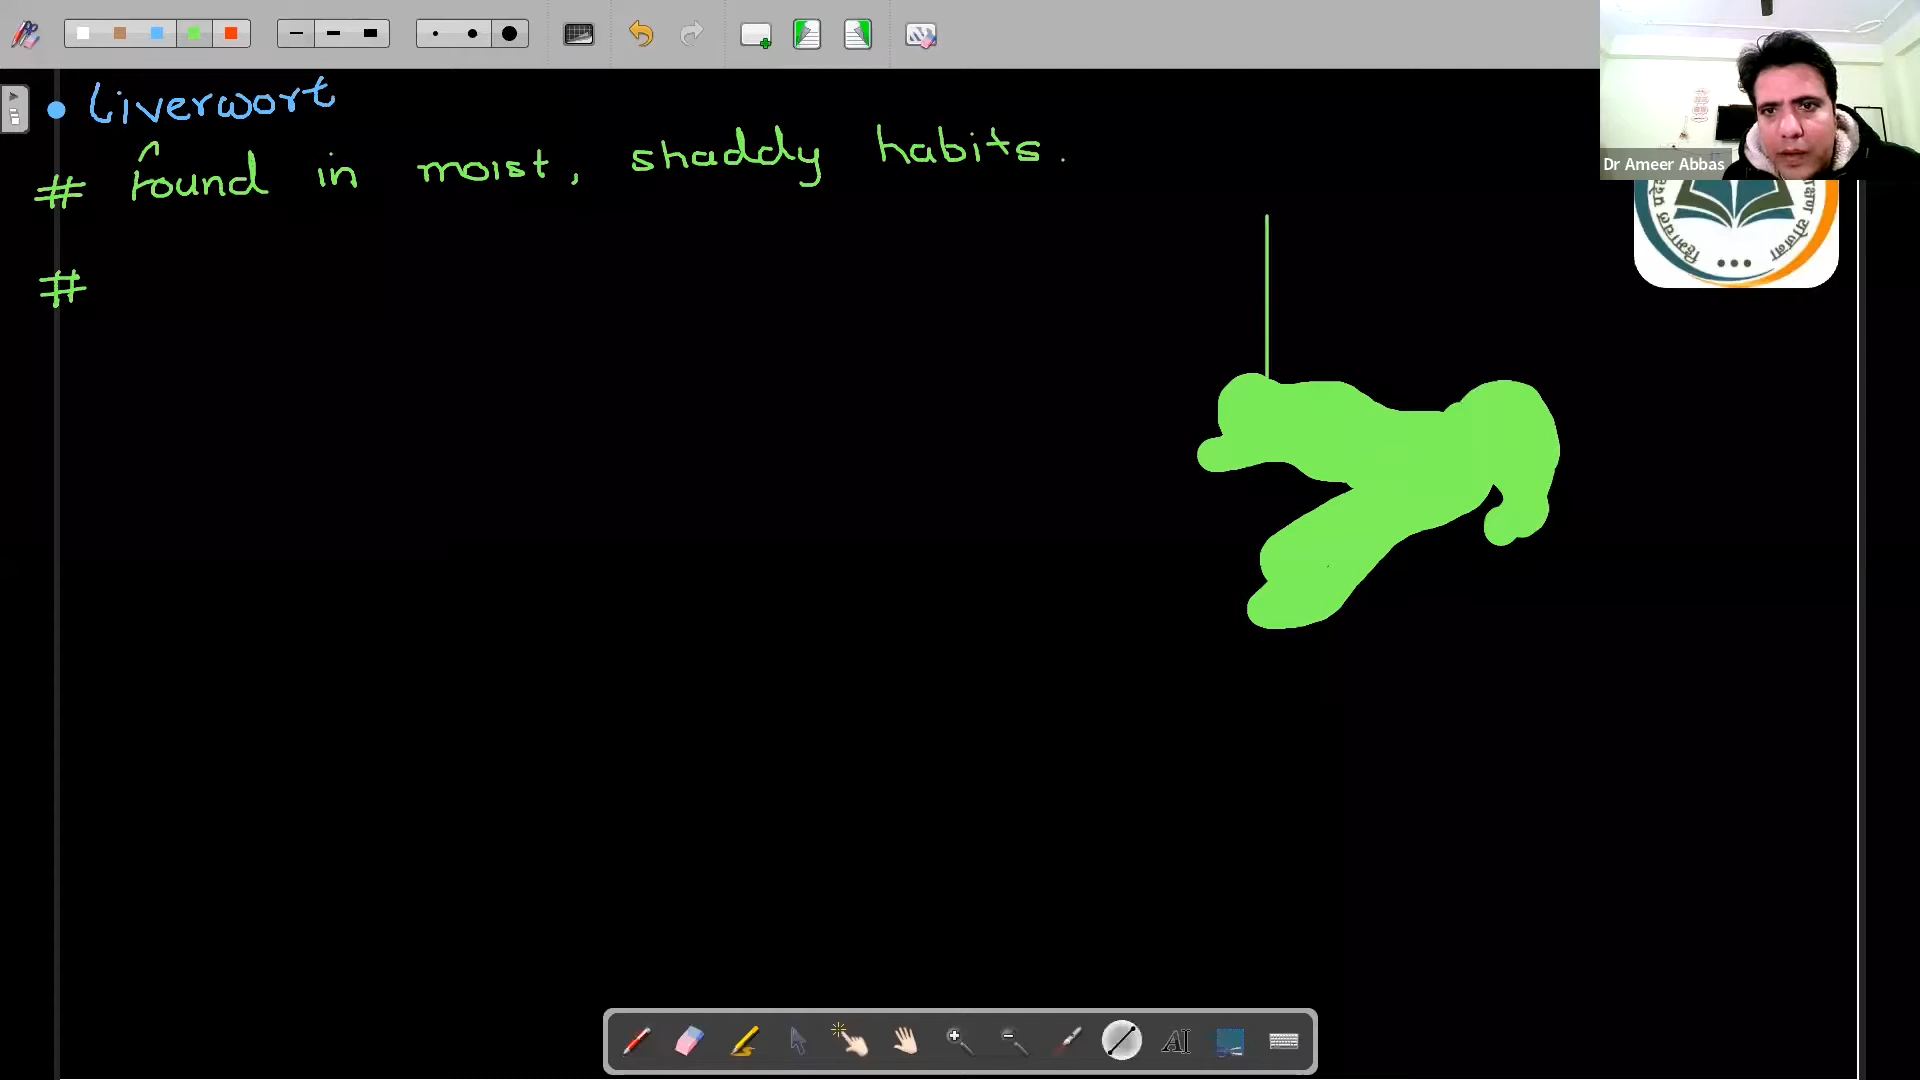 • Liverwort
# found in moist, shaddy habits.
#
Dr Ameer Abbas